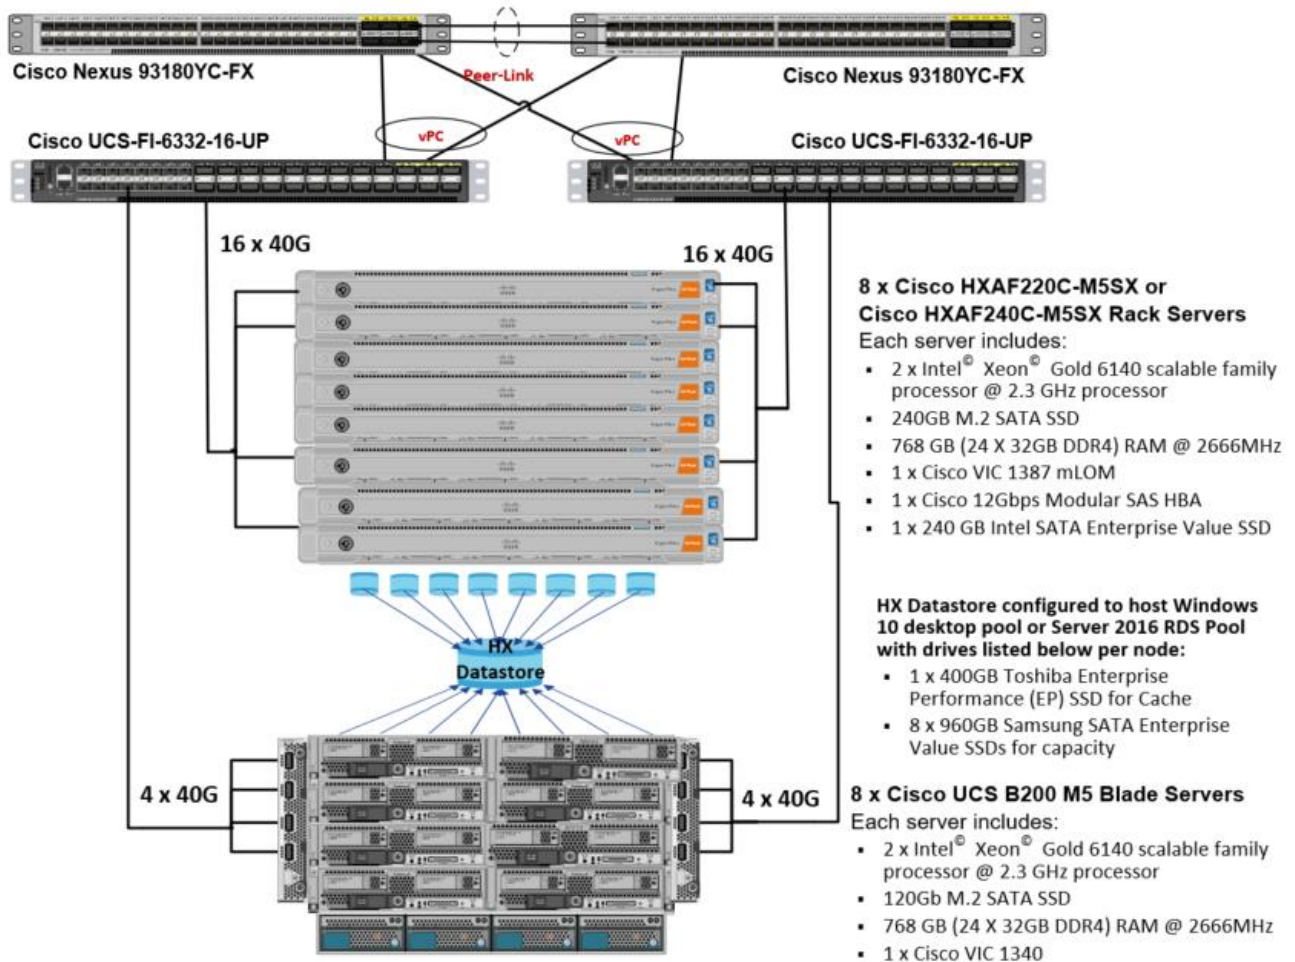 Cisco Nexus 93180YC-FX
Peer-Link
Cisco Nexus 93180YC-FX
Cisco UCS-FI-6332-16-UP
vPC
vPC
Cisco UCS-FI-6332-16-UP
16 x 40G
16 x 40G
8 x Cisco HXAF220C-M5SX or
Cisco HXAF240C-M5SX Rack Servers
Each server includes:
▪ 2 x Intel© Xeon© Gold 6140 scalable family
processor @ 2.3 GHz processor
▪ 240GB M.2 SATA SSD
▪ 768 GB (24 X 32GB DDR4) RAM @ 2666MHz
▪ 1 x Cisco VIC 1387 mLOM
▪ 1 x Cisco 12Gbps Modular SAS HBA
▪ 1 x 240 GB Intel SATA Enterprise Value SSD
HX Datastore configured to host Windows
10 desktop pool or Server 2016 RDS Pool
with drives listed below per node:
▪ 1 x 400GB Toshiba Enterprise
Performance (EP) SSD for Cache
▪ 8 x 960GB Samsung SATA Enterprise
Value SSDs for capacity
HX
Datastore
4 x 40G
4 x 40G
8 x Cisco UCS B200 M5 Blade Servers
Each server includes:
▪ 2 x Intel© Xeon© Gold 6140 scalable family
processor @ 2.3 GHz processor
▪ 120Gb M.2 SATA SSD
▪ 768 GB (24 X 32GB DDR4) RAM @ 2666MHz
▪ 1 x Cisco VIC 1340